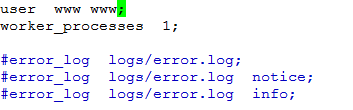 user  www www;
worker_processes  1;
#error_log  logs/error.log;
#error_log  logs/error.log  notice;
#error_log  logs/error.log  info;